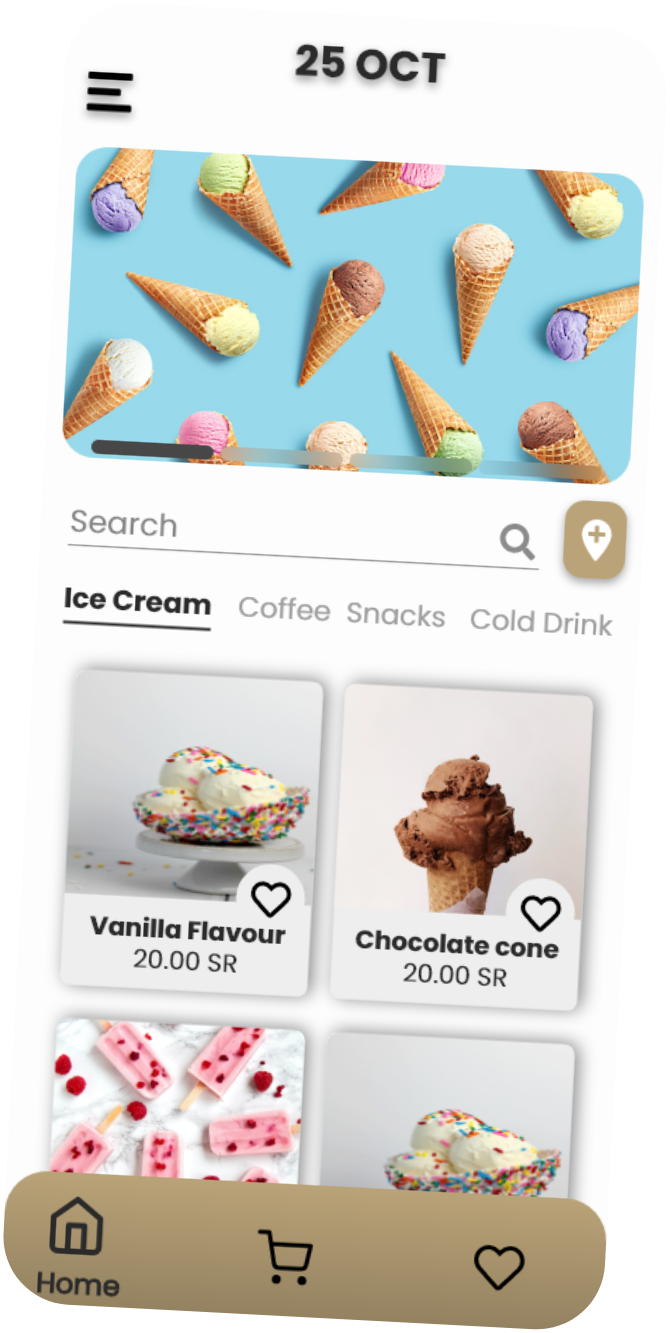 25 OCT
Search
Ice Cream Coffee Snacks Cold Drink
Vanilla Flavour
20.00 SR
Chocolate cone
20.00 SR
Home